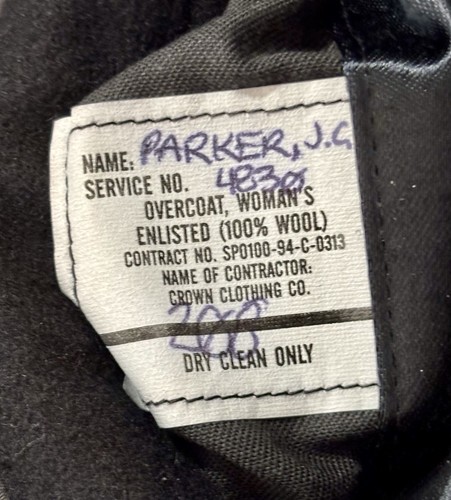 NAME: PARKER, J.C
SERVICE NO. 4830
OVERCOAT, WOMAN'S
ENLISTED (100% WOOL)
CONTRACT NO. SP0100-94-C-0313
NAME OF CONTRACTOR:
CROWN CLOTHING CO.
DRY CLEAN ONLY